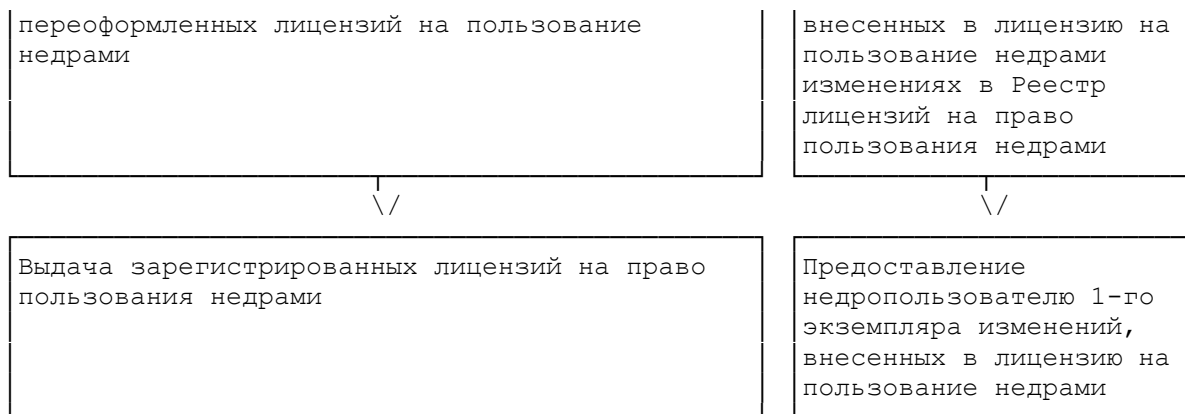 переоформленных лицензий на пользование
недрами
внесенных в лицензию на
пользование недрами
изменениях в Реестр
лицензий на право
пользования недрами
\/
\/
Выдача зарегистрированных лицензий на право
пользования недрами
Предоставление
недропользователю 1-го
экземпляра изменений,
внесенных в лицензию на
пользование недрами